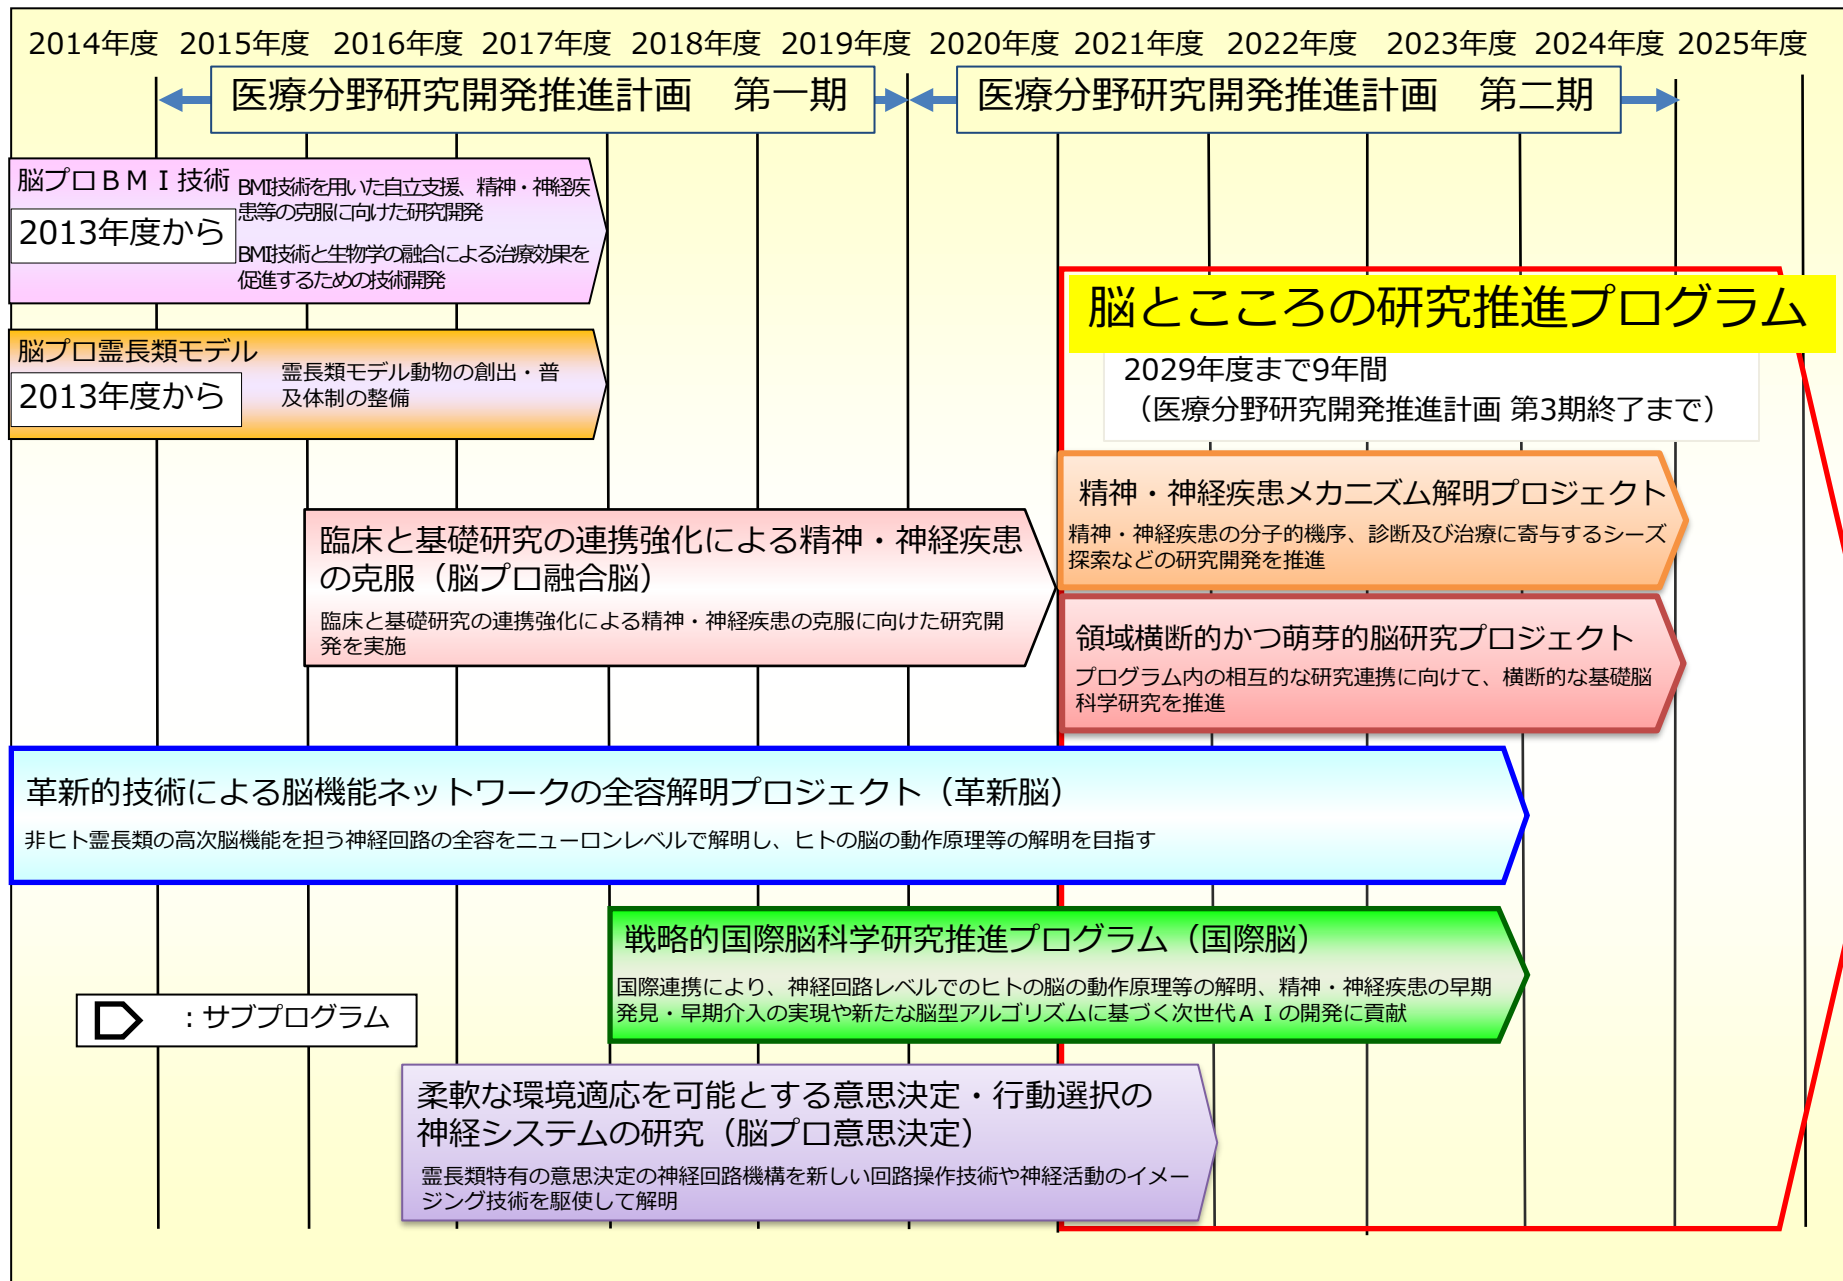 2014年度 2015年度 2016年度 2017年度 2018年度 2019年度 2020年度 2021年度 2022年度 2023年度 2024年度 2025年度
医療分野研究開発推進計画　第一期
医療分野研究開発推進計画　第二期
脳プロＢＭＩ技術
2013年度から
BMI技術を用いた自立支援、精神・神経疾
患等の克服に向けた研究開発
BMI技術と生物学の融合による治療効果を
促進するための技術開発
脳とこころの研究推進プログラム
2029年度まで9年間
（医療分野研究開発推進計画 第3期終了まで）
脳プロ霊長類モデル
2013年度から
霊長類モデル動物の創出・普
及体制の整備
精神・神経疾患メカニズム解明プロジェクト
精神・神経疾患の分子的機序、診断及び治療に寄与するシーズ
探索などの研究開発を推進
臨床と基礎研究の連携強化による精神・神経疾患
の克服（脳プロ融合脳）
臨床と基礎研究の連携強化による精神・神経疾患の克服に向けた研究開
発を実施
領域横断的かつ萌芽的脳研究プロジェクト
プログラム内の相互的な研究連携に向けて、横断的な基礎脳
科学研究を推進
革新的技術による脳機能ネットワークの全容解明プロジェクト（革新脳）
非ヒト霊長類の高次脳機能を担う神経回路の全容をニューロンレベルで解明し、ヒトの脳の動作原理等の解明を目指す
戦略的国際脳科学研究推進プログラム（国際脳）
国際連携により、神経回路レベルでのヒトの脳の動作原理等の解明、精神・神経疾患の早期
発見・早期介入の実現や新たな脳型アルゴリズムに基づく次世代ＡＩの開発に貢献
：サブプログラム
柔軟な環境適応を可能とする意思決定・行動選択の
神経システムの研究（脳プロ意思決定）
霊長類特有の意思決定の神経回路機構を新しい回路操作技術や神経活動のイメー
ジング技術を駆使して解明